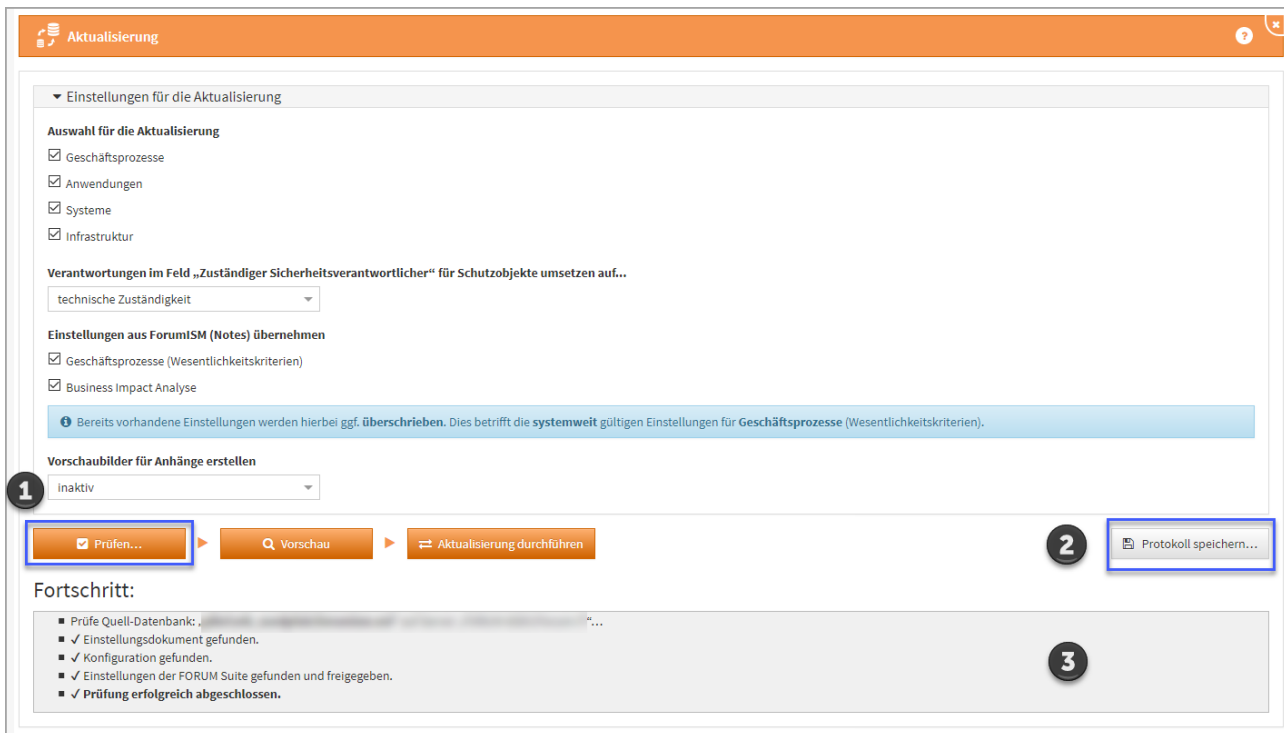 Aktualisierung
?
Einstellungen für die Aktualisierung
Auswahl für die Aktualisierung
Geschäftsprozesse
Anwendungen
Systeme
Infrastruktur
Verantwortungen im Feld „Zuständiger Sicherheitsverantwortlicher“ für Schutzobjekte umsetzen auf...
technische Zuständigkeit
Einstellungen aus ForumISM (Notes) übernehmen
Geschäftsprozesse (Wesentlichkeitskriterien)
Business Impact Analyse
Bereits vorhandene Einstellungen werden hierbei ggf. überschrieben. Dies betrifft die systemweit gültigen Einstellungen für Geschäftsprozesse (Wesentlichkeitskriterien).
Vorschaubilder für Anhänge erstellen
1 inaktiv
Prüfen... Vorschau Aktualisierung durchführen 2 Protokoll speichern...
Fortschritt:
■ Prüfe Quell-Datenbank: „ “...
■ ✓ Einstellungsdokument gefunden.
■ ✓ Konfiguration gefunden.
3
■ ✓ Einstellungen der FORUM Suite gefunden und freigegeben.
■ ✓ Prüfung erfolgreich abgeschlossen.